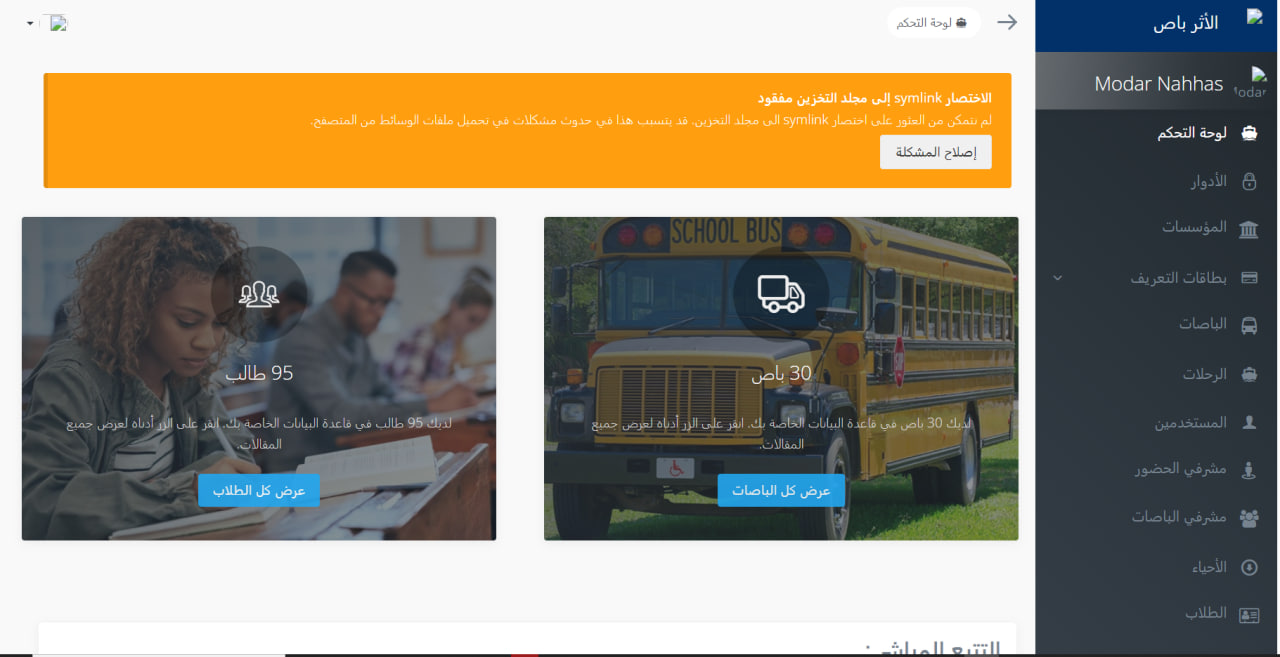 الأثر باص
Modar Nahhas
لوحة التحكم
الأدوار
المؤسسات
بطاقات التعريف
الباصات
الرحلات
المستخدمين
مشرفي الحضور
مشرفي الباصات
الأحياء
الطلاب
لوحة التحكم
الاختصار symlink إلى مجلد التخزين مفقود
لم نتمكن من العثور على اختصار symlink الى مجلد التخزين. قد يتسبب هذا في حدوث مشكلات في تحميل ملفات الوسائط من المتصفح.
إصلاح المشكلة
SCHOOL BUS
30 باص
لديك 30 باص في قاعدة البيانات الخاصة بك. انقر على الزر أدناه لعرض جميع
المقالات.
عرض كل الباصات
95 طالب
لديك 95 طالب في قاعدة البيانات الخاصة بك. انقر على الزر أدناه لعرض جميع
المقالات.
عرض كل الطلاب
التتبع المباشر :